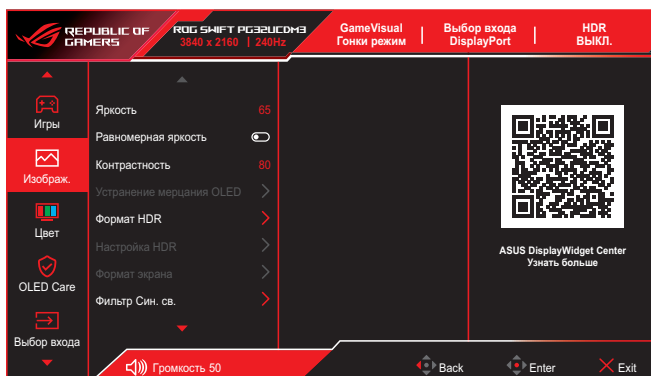 REPUBLIC OF
GAMERS
ROG SWIFT PG32UCDM3
3840 x 2160 | 240Hz
GameVisual
Гонки режим
Выбор входа
DisplayPort
HDR
ВЫКЛ.
Игры
Изображ.
Цвет
OLED Care
Выбор входа
Яркость 65
Равномерная яркость
Контрастность 80
Устранение мерцания OLED
Формат HDR
Настройка HDR
Формат экрана
Фильтр Син. св.
ASUS DisplayWidget Center
Узнать больше
Громкость 50
Back
Enter
Exit